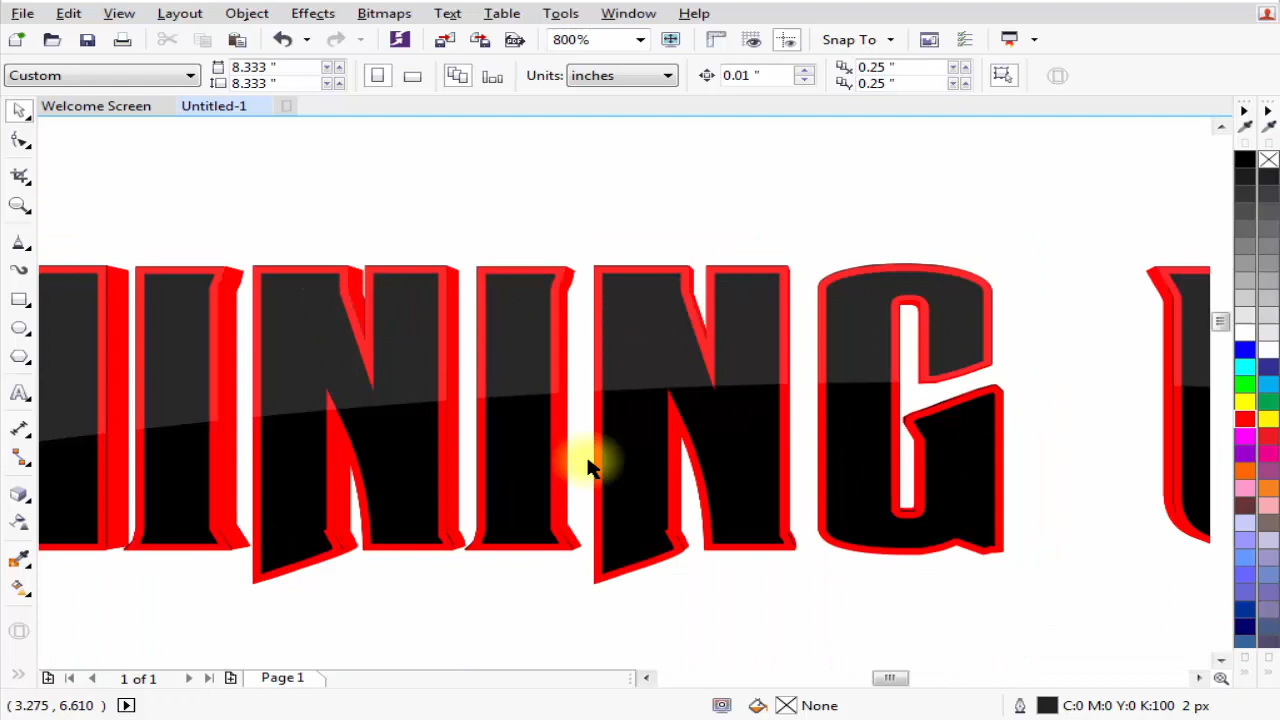 File Edit View Layout Object Effects Bitmaps Text Table Tools Window Help
800% Snap To
Custom 8.333 " 8.333 " Units: inches 0.01 " 0.25 " 0.25 "
Welcome Screen Untitled-1
INING
1 of 1 Page 1
( 3.275 , 6.610 ) None C:0 M:0 Y:0 K:100 2 px